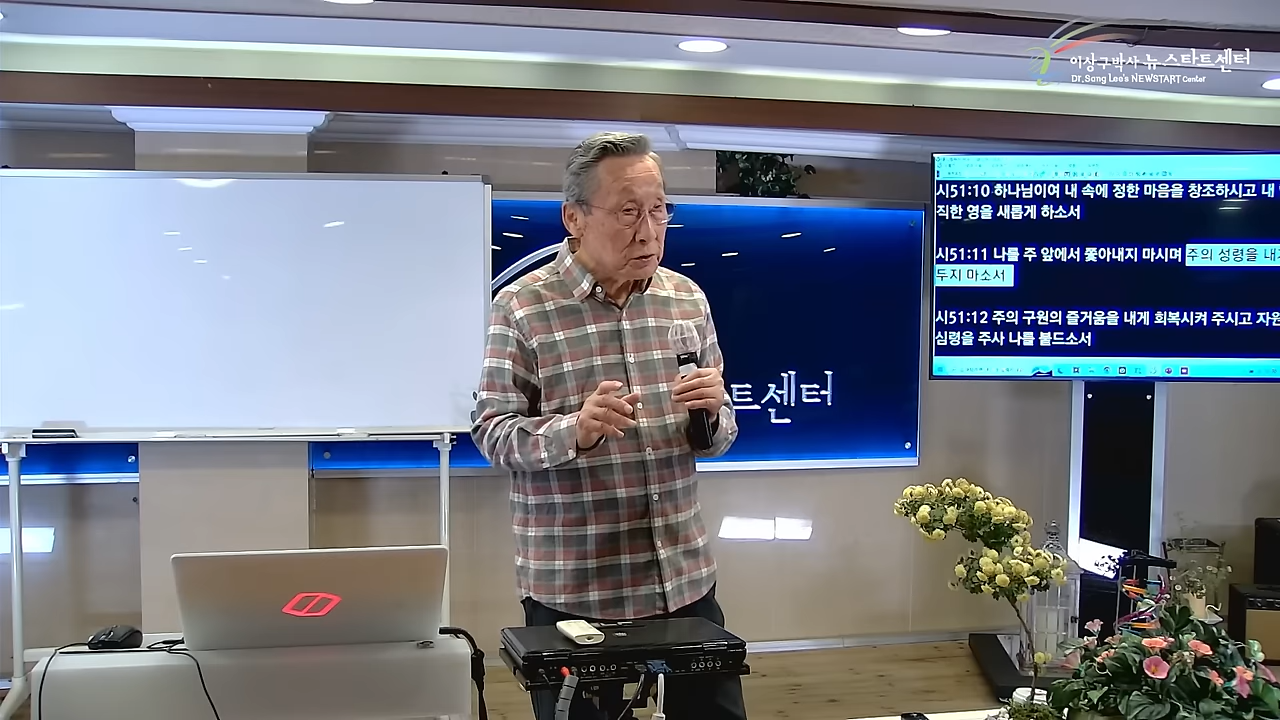 이상구박사 뉴스타트센터
Dr.Sang Lee's NEWSTART Center
시51:10 하나님이여 내 속에 정한 마음을 창조하시고 내
직한 영을 새롭게 하소서
시51:11 나를 주 앞에서 쫓아내지 마시며 주의 성령을 내
두지 마소서
시51:12 주의 구원의 즐거움을 내게 회복시켜 주시고 자원
심령을 주사 나를 붙드소서
트센터